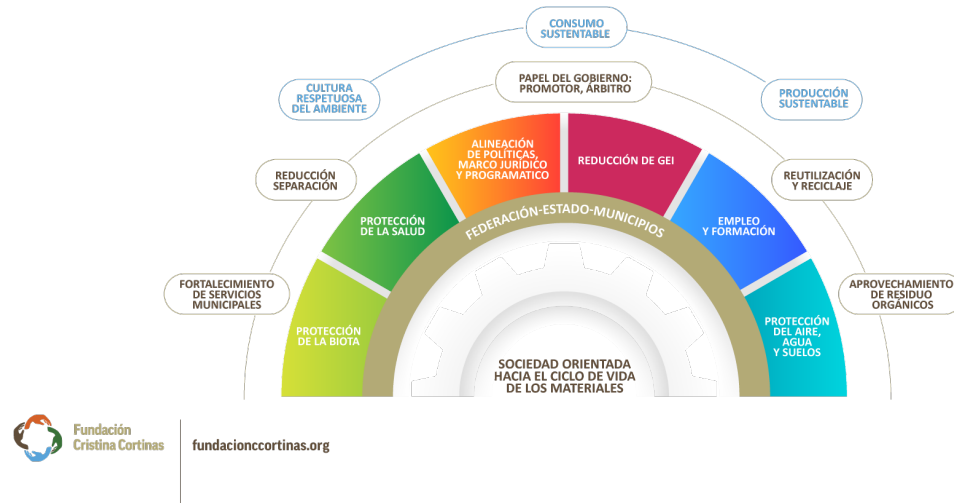 CONSUMO
SUSTENTABLE
CULTURA
RESPETUOSA
DEL AMBIENTE
PAPEL DEL GOBIERNO:
PROMOTOR, ÁRBITRO
PRODUCCIÓN
SUSTENTABLE
REDUCCIÓN
SEPARACIÓN
ALINEACIÓN
DE POLÍTICAS,
MARCO JURÍDICO
Y PROGRAMATICO
REDUCCIÓN DE GEI
REUTILIZACIÓN
Y RECICLAJE
PROTECCIÓN
DE LA SALUD
FEDERACIÓN-ESTADO-MUNICIPIOS
EMPLEO
Y FORMACIÓN
FORTALECIMIENTO
DE SERVICIOS
MUNICIPALES
APROVECHAMIENTO
DE RESIDUO
ORGÁNICOS
PROTECCIÓN
DE LA BIOTA
PROTECCIÓN
DEL AIRE,
AGUA
Y SUELOS
SOCIEDAD ORIENTADA
HACIA EL CICLO DE VIDA
DE LOS MATERIALES
Fundación
Cristina Cortinas
fundacionccortinas.org